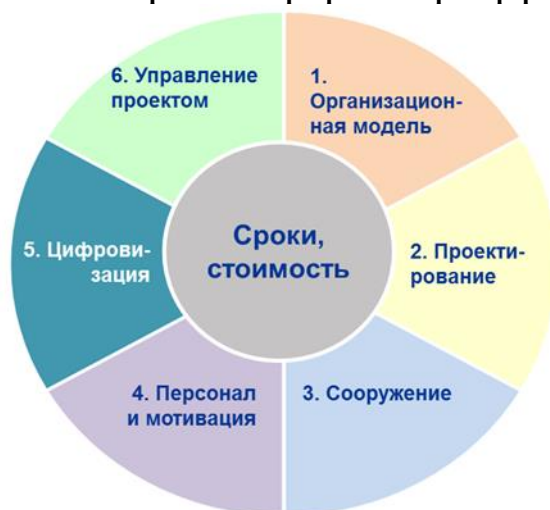 6. Управление
проектом
1.
Организацион-
ная модель
Сроки,
стоимость
5. Цифрови-
зация
2. Проекти-
рование
4. Персонал
и мотивация
3. Сооружение